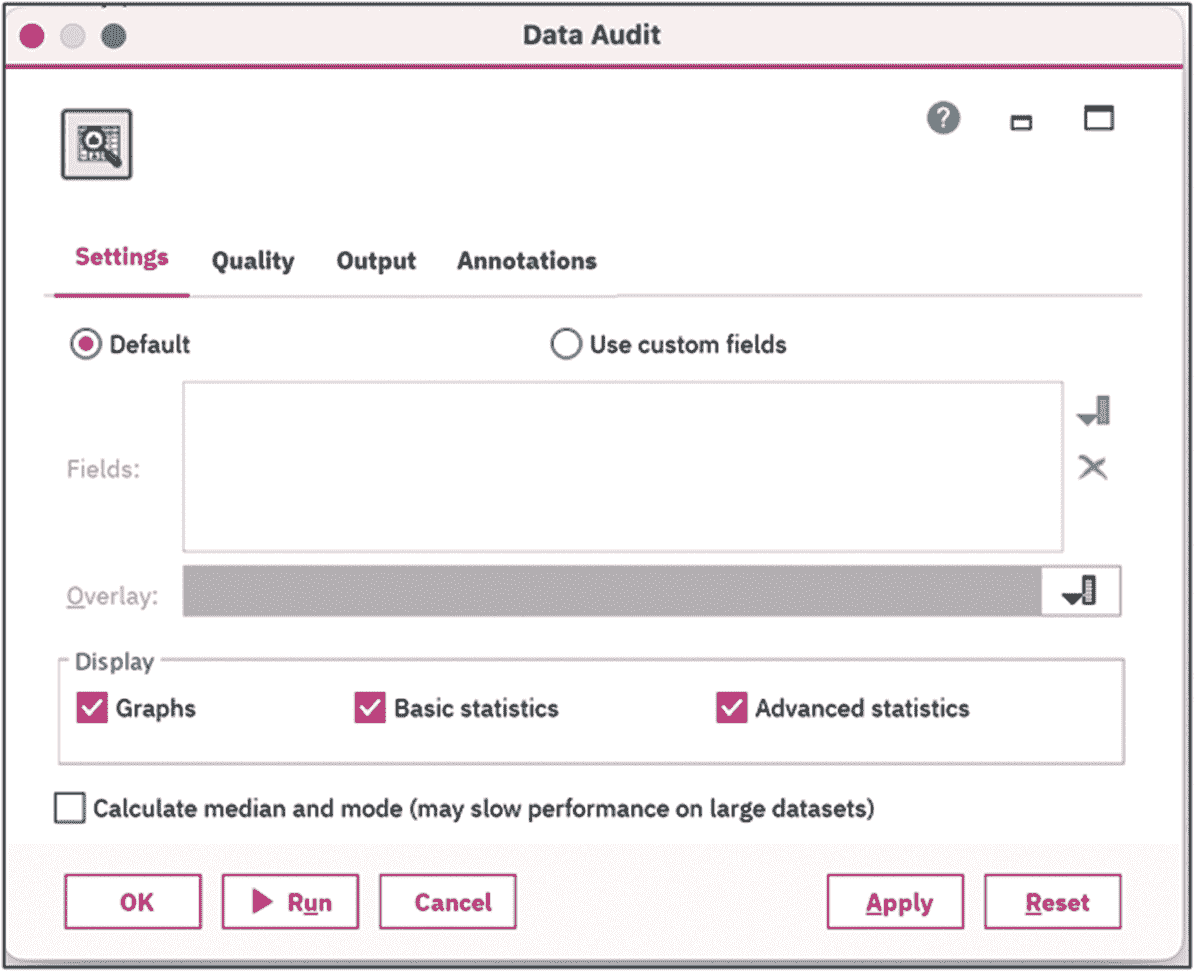 Data Audit
?
Settings Quality Output Annotations
Default Use custom fields
Fields:
Overlay:
Display
Graphs Basic statistics Advanced statistics
Calculate median and mode (may slow performance on large datasets)
OK Run Cancel Apply Reset